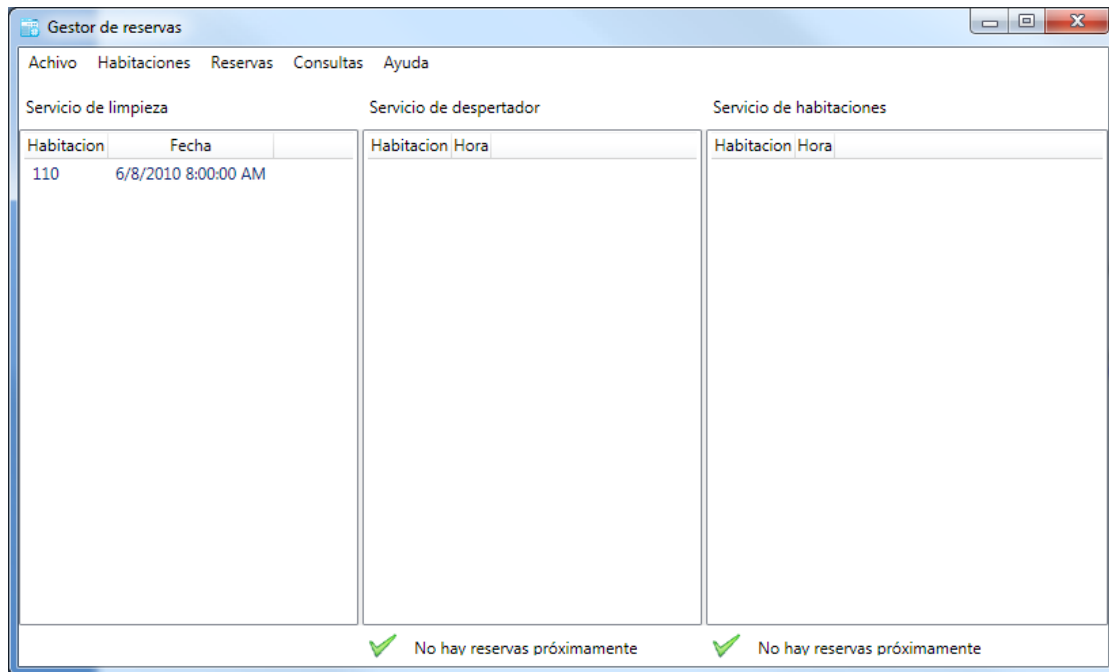 Gestor de reservas
Achivo Habitaciones Reservas Consultas Ayuda
Servicio de limpieza Servicio de despertador Servicio de habitaciones
Habitacion Fecha Habitacion Hora Habitacion Hora
110 6/8/2010 8:00:00 AM
No hay reservas próximamente No hay reservas próximamente